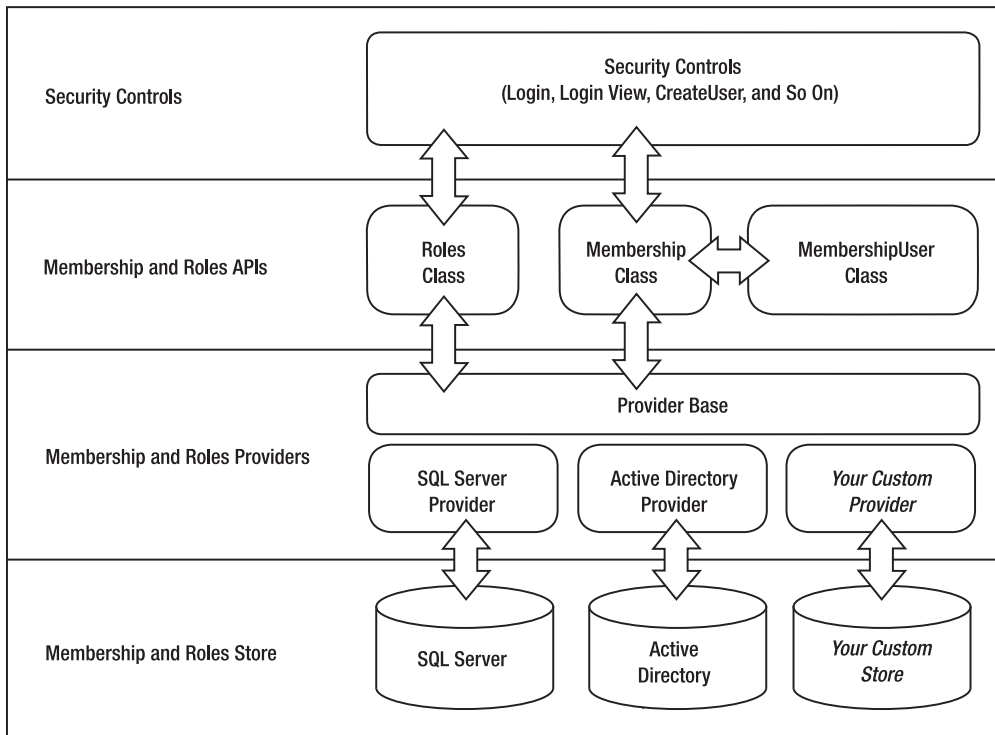 Security Controls
Security Controls
(Login, Login View, CreateUser, and So On)
Membership and Roles APIs
Roles
Class
Membership
Class
MembershipUser
Class
Membership and Roles Providers
Provider Base
SQL Server
Provider
Active Directory
Provider
Your Custom
Provider
Membership and Roles Store
SQL Server
Active
Directory
Your Custom
Store